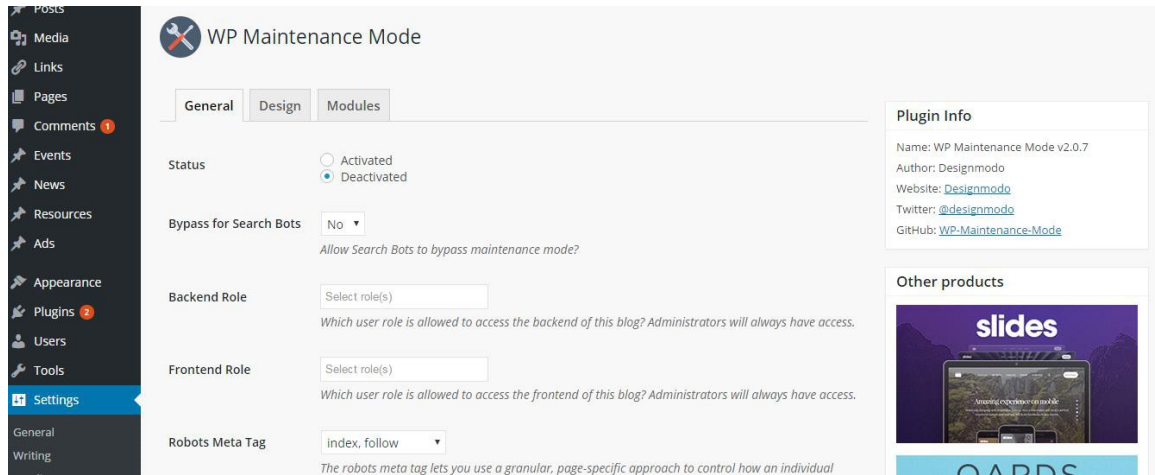 Posts
Media
Links
Pages
Comments 1
Events
News
Resources
Ads
Appearance
Plugins 2
Users
Tools
Settings
General
Writing
WP Maintenance Mode
General Design Modules
Status
Activated
Deactivated
Bypass for Search Bots
No
Allow Search Bots to bypass maintenance mode?
Backend Role
Select role(s)
Which user role is allowed to access the backend of this blog? Administrators will always have access.
Frontend Role
Select role(s)
Which user role is allowed to access the frontend of this blog? Administrators will always have access.
Robots Meta Tag
index, follow
The robots meta tag lets you use a granular, page-specific approach to control how an individual
Plugin Info
Name: WP Maintenance Mode v2.0.7
Author: Designmodo
Website: Designmodo
Twitter: @designmodo
GitHub: WP-Maintenance-Mode
Other products
slides
Amazing experience on mobile